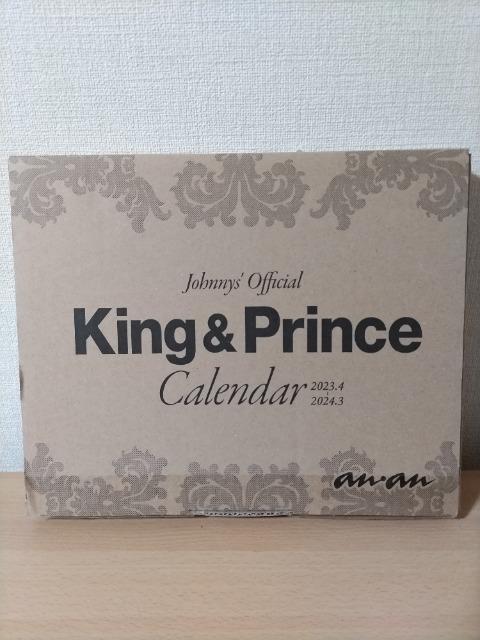 Johnnys' Official
King & Prince
Calendar 2023.4
2024.3
an·an